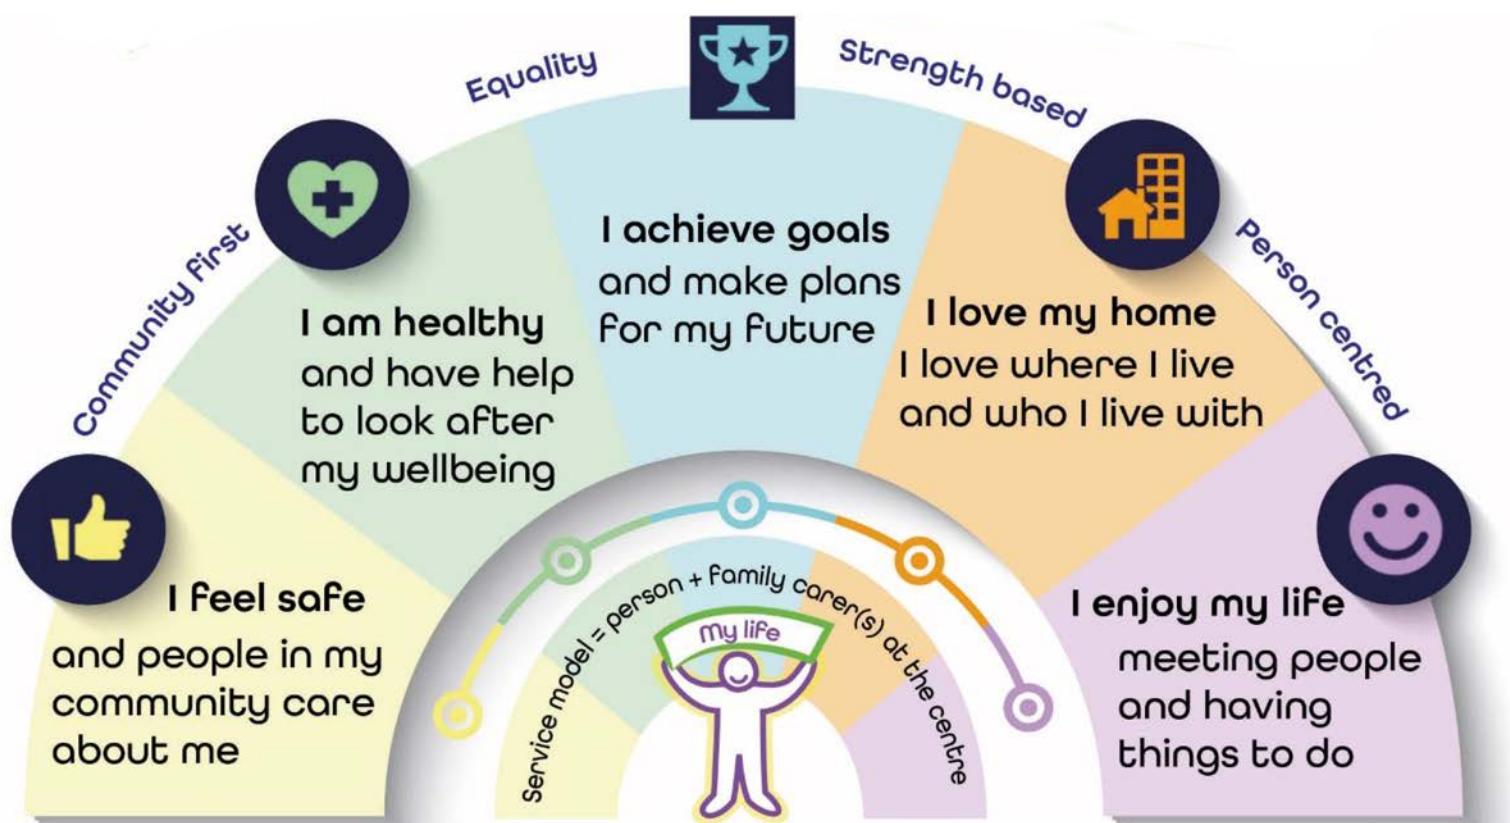 Community first
Equality
Strength based
Person centred
I feel safe
and people in my
community care
about me
I am healthy
and have help
to look after
my wellbeing
I achieve goals
and make plans
for my future
I love my home
I love where I live
and who I live with
I enjoy my life
meeting people
and having
things to do
Service model = person + family carer(s) at the centre
my life